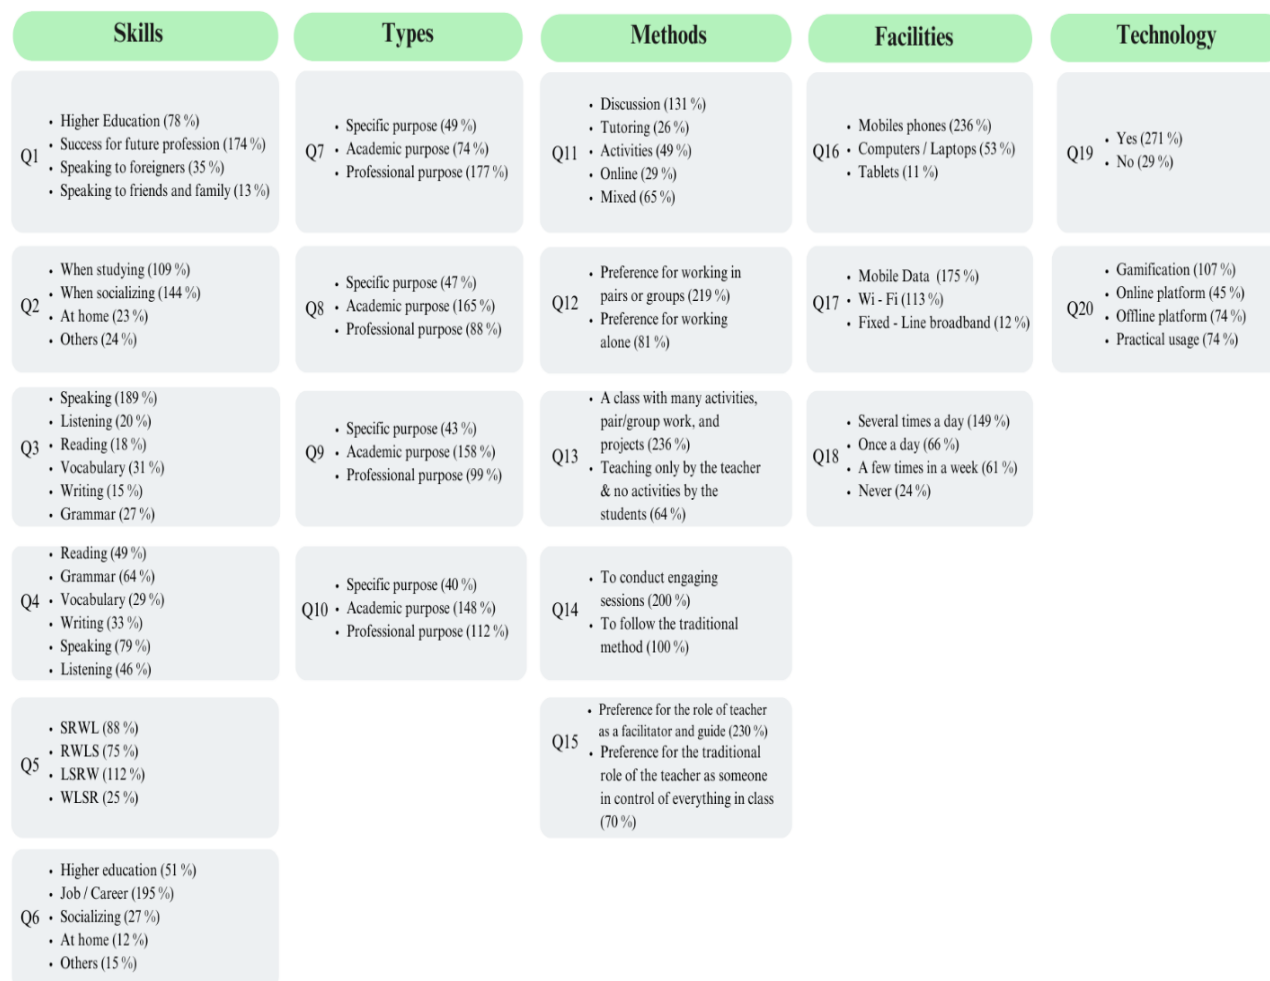 Skills
Q1
• Higher Education (78 %)
• Success for future profession (174 %)
• Speaking to foreigners (35 %)
• Speaking to friends and family (13 %)
Q2
• When studying (109 %)
• When socializing (144 %)
• At home (23 %)
• Others (24 %)
Q3
• Speaking (189 %)
• Listening (20 %)
• Reading (18 %)
• Vocabulary (31 %)
• Writing (15 %)
• Grammar (27 %)
Q4
• Reading (49 %)
• Grammar (64 %)
• Vocabulary (29 %)
• Writing (33 %)
• Speaking (79 %)
• Listening (46 %)
Q5
• SRWL (88 %)
• RWLS (75 %)
• LSRW (112 %)
• WLSR (25 %)
Q6
• Higher education (51 %)
• Job / Career (195 %)
• Socializing (27 %)
• At home (12 %)
• Others (15 %)
Types
Q7
• Specific purpose (49 %)
• Academic purpose (74 %)
• Professional purpose (177 %)
Q8
• Specific purpose (47 %)
• Academic purpose (165 %)
• Professional purpose (88 %)
Q9
• Specific purpose (43 %)
• Academic purpose (158 %)
• Professional purpose (99 %)
Q10
• Specific purpose (40 %)
• Academic purpose (148 %)
• Professional purpose (112 %)
Methods
Q11
• Discussion (131 %)
• Tutoring (26 %)
• Activities (49 %)
• Online (29 %)
• Mixed (65 %)
Q12
• Preference for working in
pairs or groups (219 %)
• Preference for working
alone (81 %)
Q13
• A class with many activities,
pair/group work, and
projects (236 %)
• Teaching only by the teacher
& no activities by the
students (64 %)
Q14
• To conduct engaging
sessions (200 %)
• To follow the traditional
method (100 %)
Q15
• Preference for the role of teacher
as a facilitator and guide (230 %)
• Preference for the traditional
role of the teacher as someone
in control of everything in class
(70 %)
Facilities
Q16
• Mobiles phones (236 %)
• Computers / Laptops (53 %)
• Tablets (11 %)
Q17
• Mobile Data (175 %)
• Wi - Fi (113 %)
• Fixed - Line broadband (12 %)
Q18
• Several times a day (149 %)
• Once a day (66 %)
• A few times in a week (61 %)
• Never (24 %)
Technology
Q19
• Yes (271 %)
• No (29 %)
Q20
• Gamification (107 %)
• Online platform (45 %)
• Offline platform (74 %)
• Practical usage (74 %)